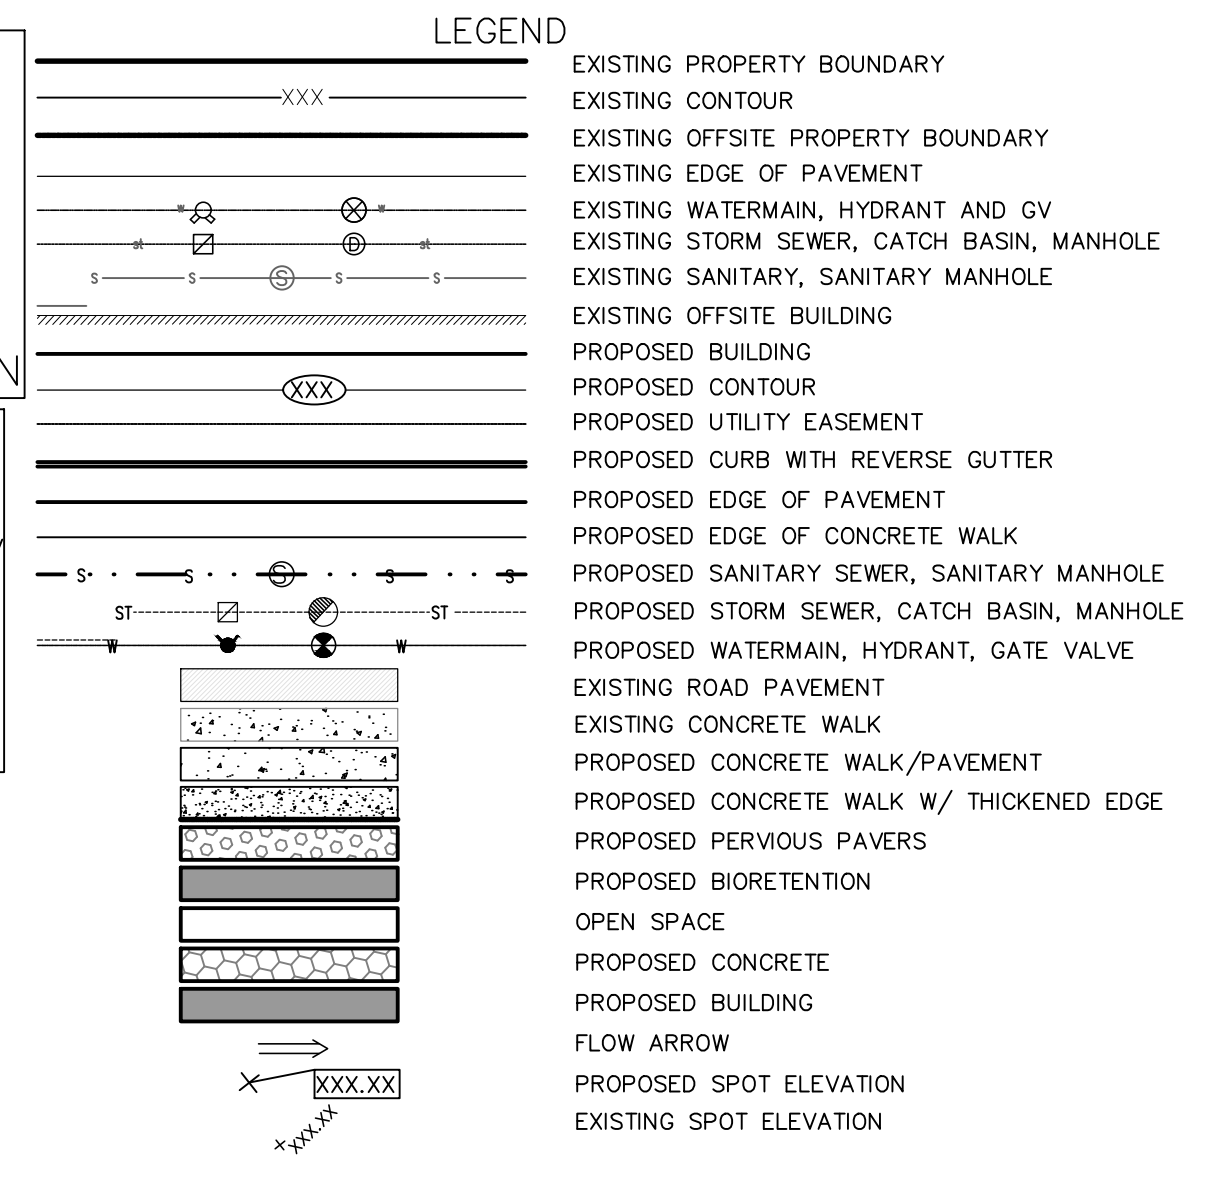 LEGEND
EXISTING PROPERTY BOUNDARY
XXX EXISTING CONTOUR
EXISTING OFFSITE PROPERTY BOUNDARY
EXISTING EDGE OF PAVEMENT
w w EXISTING WATERMAIN, HYDRANT AND GV
st D st EXISTING STORM SEWER, CATCH BASIN, MANHOLE
S S S S S EXISTING SANITARY, SANITARY MANHOLE
EXISTING OFFSITE BUILDING
PROPOSED BUILDING
XXX PROPOSED CONTOUR
PROPOSED UTILITY EASEMENT
PROPOSED CURB WITH REVERSE GUTTER
PROPOSED EDGE OF PAVEMENT
PROPOSED EDGE OF CONCRETE WALK
S S S S S PROPOSED SANITARY SEWER, SANITARY MANHOLE
ST ST PROPOSED STORM SEWER, CATCH BASIN, MANHOLE
W W PROPOSED WATERMAIN, HYDRANT, GATE VALVE
EXISTING ROAD PAVEMENT
EXISTING CONCRETE WALK
PROPOSED CONCRETE WALK/PAVEMENT
PROPOSED CONCRETE WALK W/ THICKENED EDGE
PROPOSED PERVIOUS PAVERS
PROPOSED BIORETENTION
OPEN SPACE
PROPOSED CONCRETE
PROPOSED BUILDING
FLOW ARROW
XXX.XX PROPOSED SPOT ELEVATION
+XXX.XX EXISTING SPOT ELEVATION